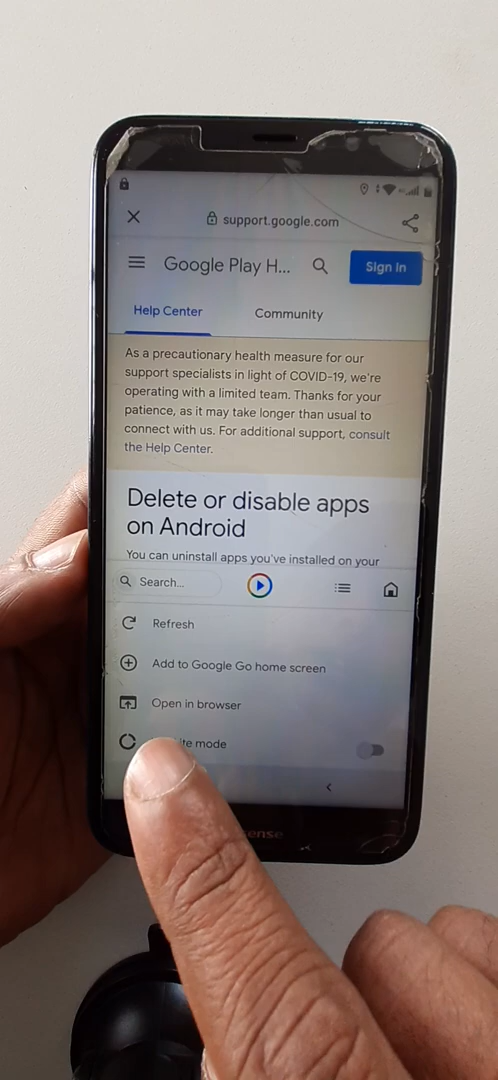 support.google.com
Google Play H...
Sign in
Help Center
Community
As a precautionary health measure for our
support specialists in light of COVID-19, we're
operating with a limited team. Thanks for your
patience, as it may take longer than usual to
connect with us. For additional support, consult
the Help Center.
Delete or disable apps
on Android
You can uninstall apps you've installed on your
Search...
Refresh
Add to Google Go home screen
Open in browser
mode